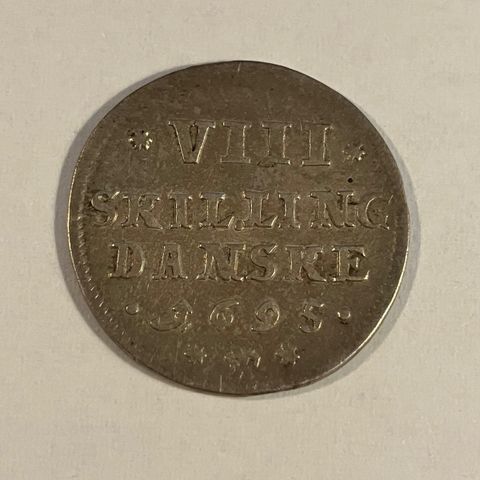 * VIII *
SKILLING
DANSKE
· 1695 ·